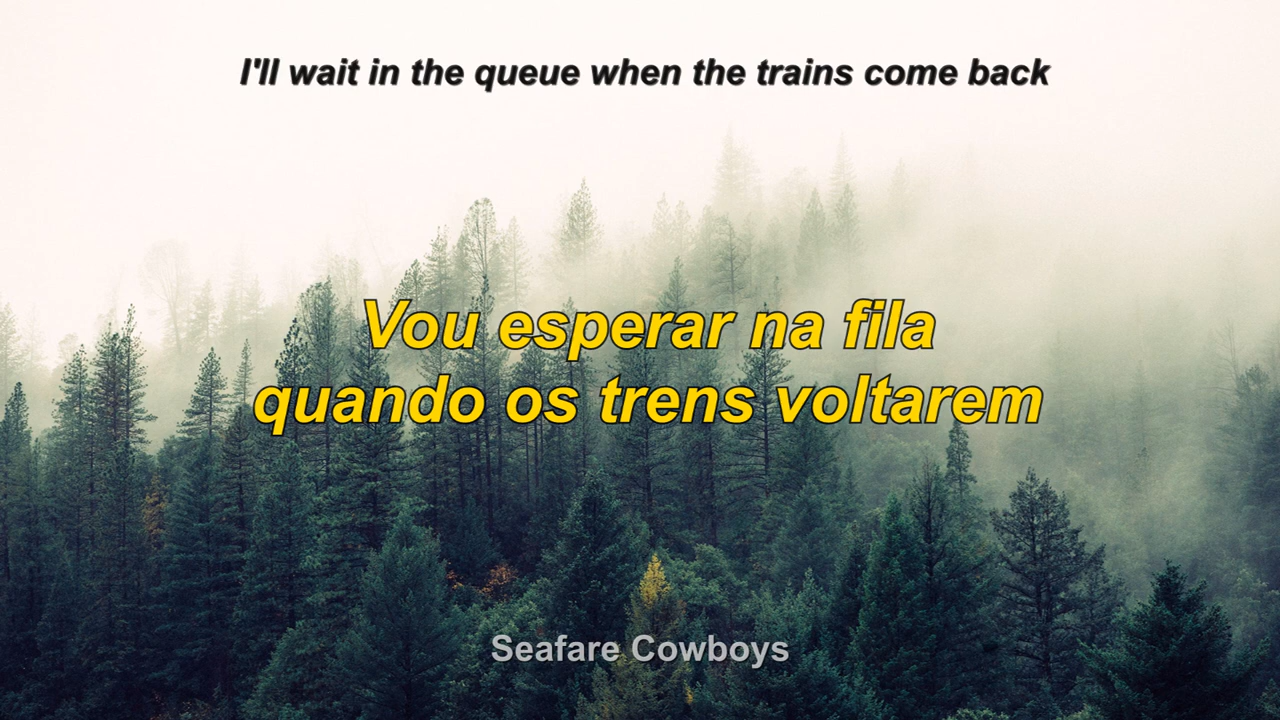 I'll wait in the queue when the trains come back
Vou esperar na fila
quando os trens voltarem
Seafare Cowboys